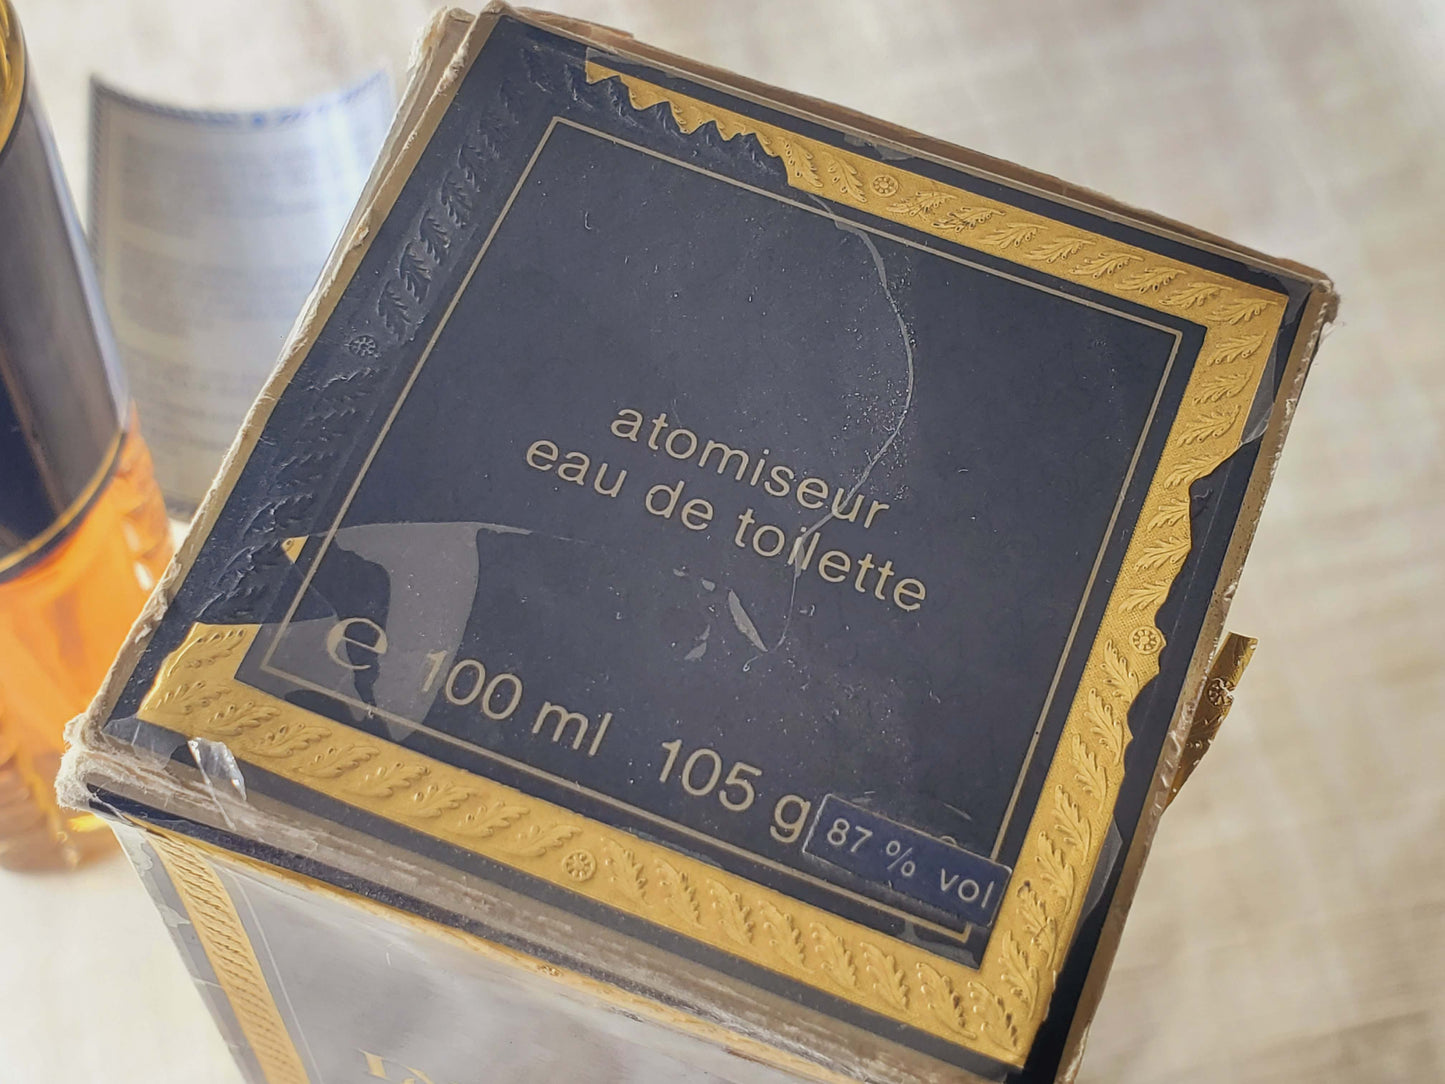 atomiseur
eau de toilette
℮ 100 ml 105 g
87 % vol